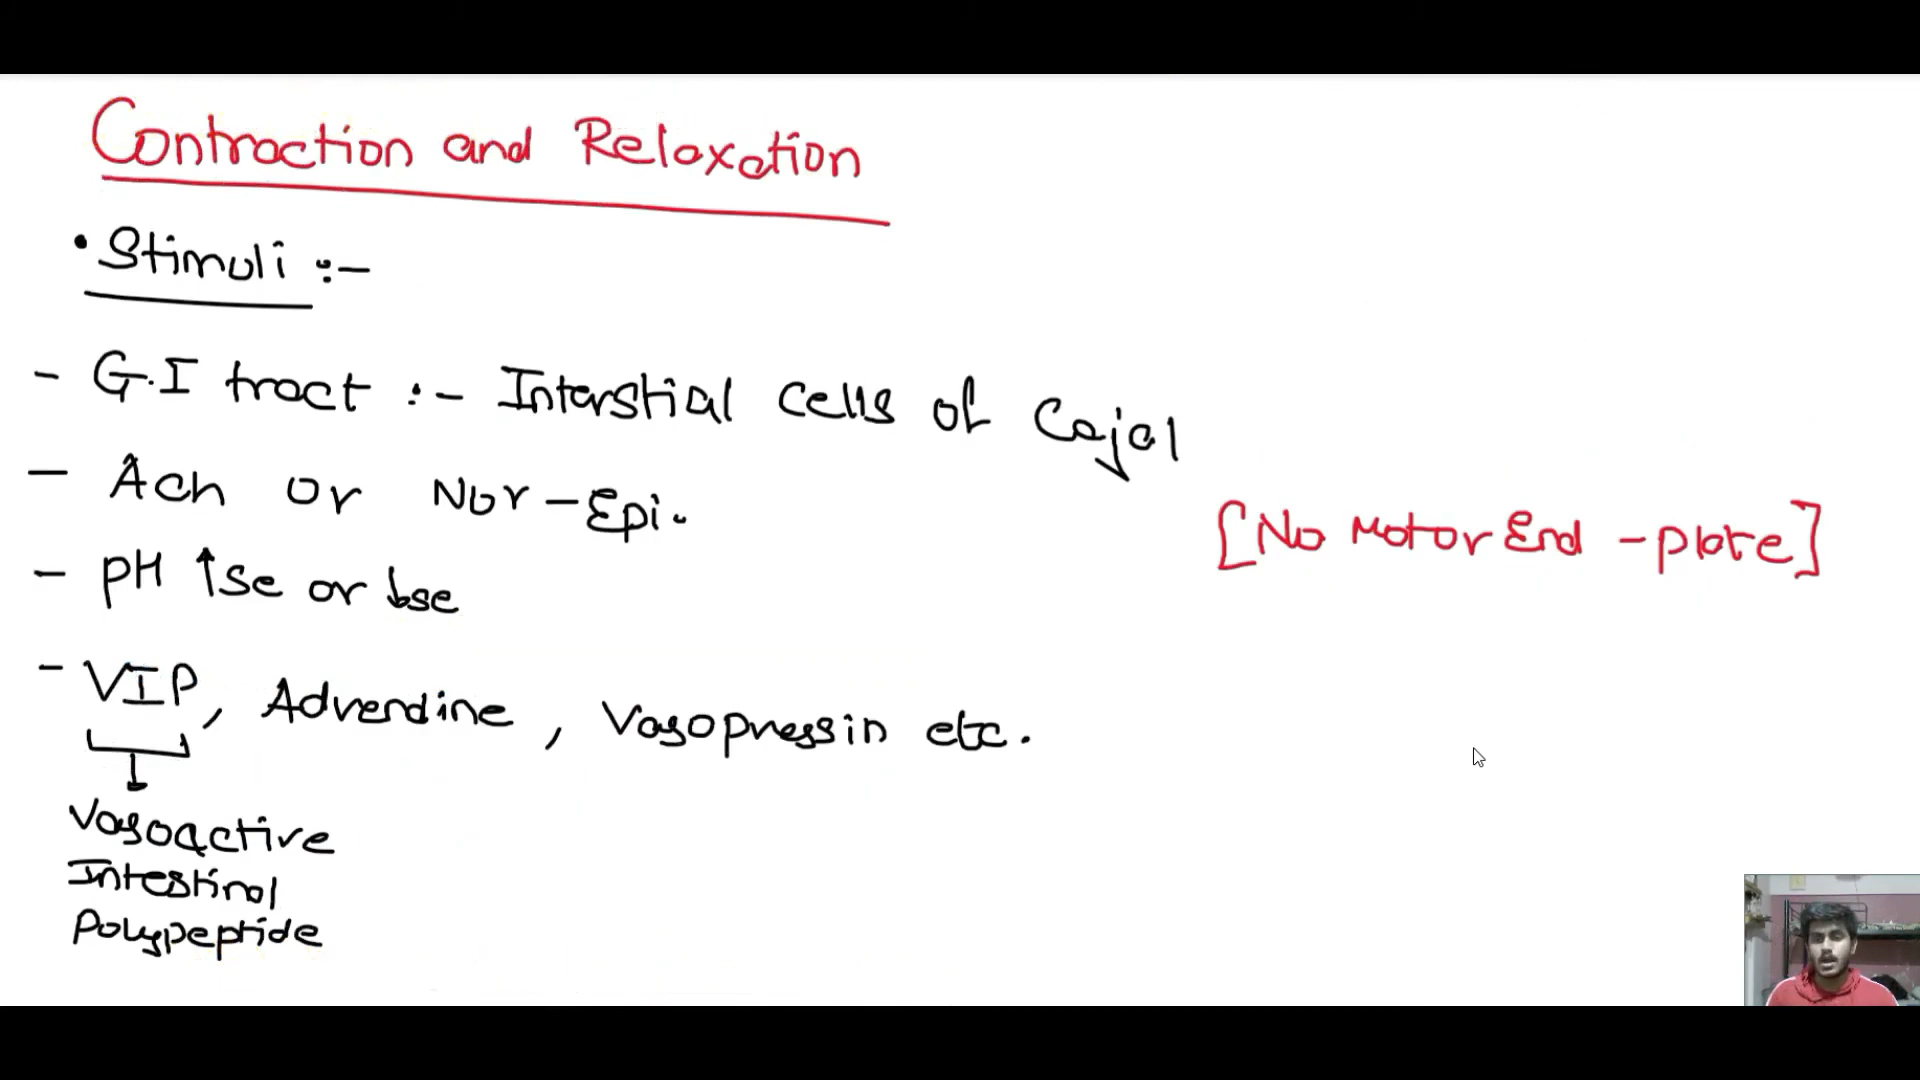 Contraction and Relaxation
• Stimuli :-
- G.I tract :- Interstial cells of Cajal
- Ach or Nor-Epi.
[No Motor End -plate]
- pH ↑se or ↓se
- VIP, Adrendine, Vasopressin etc.
Vasoactive
Intestinal
Polypeptide